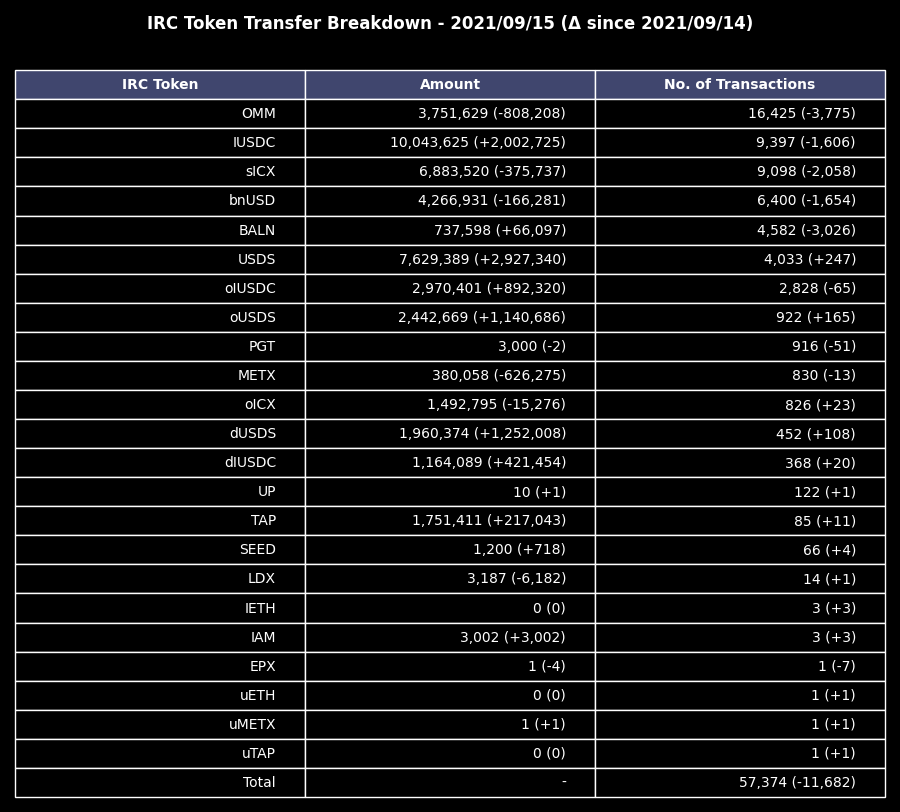 IRC Token Transfer Breakdown - 2021/09/15 (Δ since 2021/09/14)
IRC Token Amount No. of Transactions
OMM 3,751,629 (-808,208) 16,425 (-3,775)
IUSDC 10,043,625 (+2,002,725) 9,397 (-1,606)
sICX 6,883,520 (-375,737) 9,098 (-2,058)
bnUSD 4,266,931 (-166,281) 6,400 (-1,654)
BALN 737,598 (+66,097) 4,582 (-3,026)
USDS 7,629,389 (+2,927,340) 4,033 (+247)
oIUSDC 2,970,401 (+892,320) 2,828 (-65)
oUSDS 2,442,669 (+1,140,686) 922 (+165)
PGT 3,000 (-2) 916 (-51)
METX 380,058 (-626,275) 830 (-13)
oICX 1,492,795 (-15,276) 826 (+23)
dUSDS 1,960,374 (+1,252,008) 452 (+108)
dIUSDC 1,164,089 (+421,454) 368 (+20)
UP 10 (+1) 122 (+1)
TAP 1,751,411 (+217,043) 85 (+11)
SEED 1,200 (+718) 66 (+4)
LDX 3,187 (-6,182) 14 (+1)
IETH 0 (0) 3 (+3)
IAM 3,002 (+3,002) 3 (+3)
EPX 1 (-4) 1 (-7)
uETH 0 (0) 1 (+1)
uMETX 1 (+1) 1 (+1)
uTAP 0 (0) 1 (+1)
Total - 57,374 (-11,682)